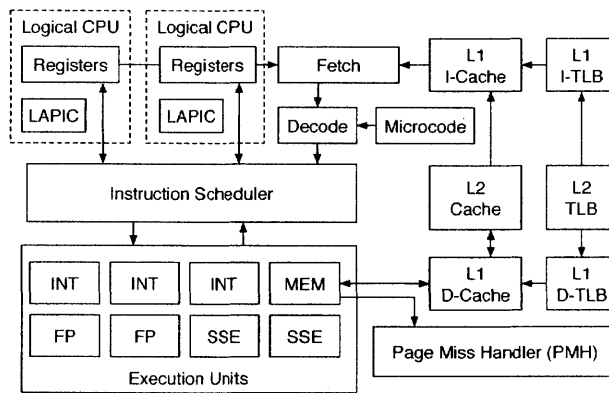 Logical CPU
Logical CPU
Registers
Registers
Fetch
L1
I-Cache
L1
I-TLB
LAPIC
LAPIC
Decode
Microcode
Instruction Scheduler
L2
Cache
L2
TLB
INT
INT
INT
MEM
L1
D-Cache
L1
D-TLB
FP
FP
SSE
SSE
Page Miss Handler (PMH)
Execution Units